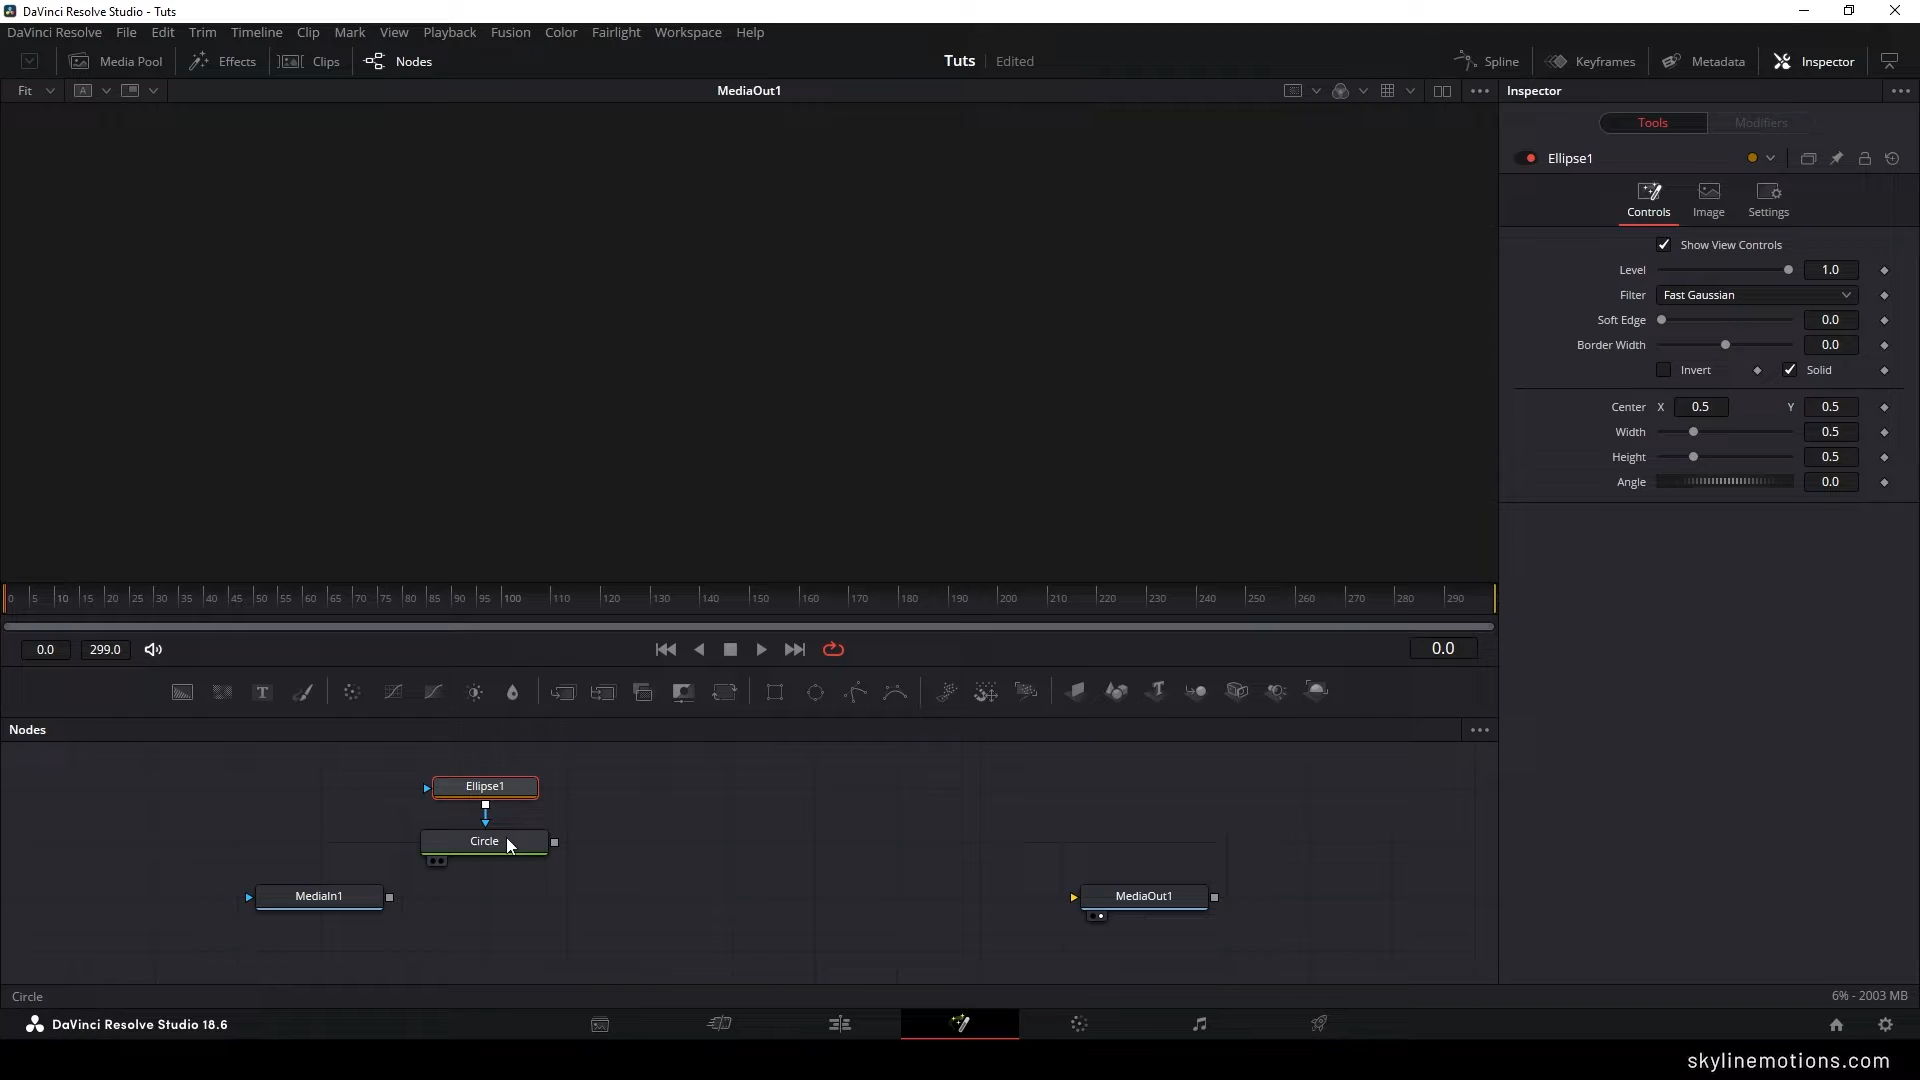 DaVinci Resolve Studio - Tuts
DaVinci Resolve File Edit Trim Timeline Clip Mark View Playback Fusion Color Fairlight Workspace Help
Media Pool Effects Clips Nodes Tuts Edited Spline Keyframes Metadata Inspector
Fit A MediaOut1 Inspector
Tools Modifiers
Ellipse1
Controls Image Settings
Show View Controls
Level 1.0
Filter Fast Gaussian
Soft Edge 0.0
Border Width 0.0
Invert Solid
Center X 0.5 Y 0.5
Width 0.5
Height 0.5
Angle 0.0
0 5 10 15 20 25 30 35 40 45 50 55 60 65 70 75 80 85 90 95 100 110 120 130 140 150 160 170 180 190 200 210 220 230 240 250 260 270 280 290
0.0 299.0 0.0
T T
Nodes
Ellipse1
Circle
MediaIn1 MediaOut1
Circle 6% - 2003 MB
DaVinci Resolve Studio 18.6
skylinemotions.com